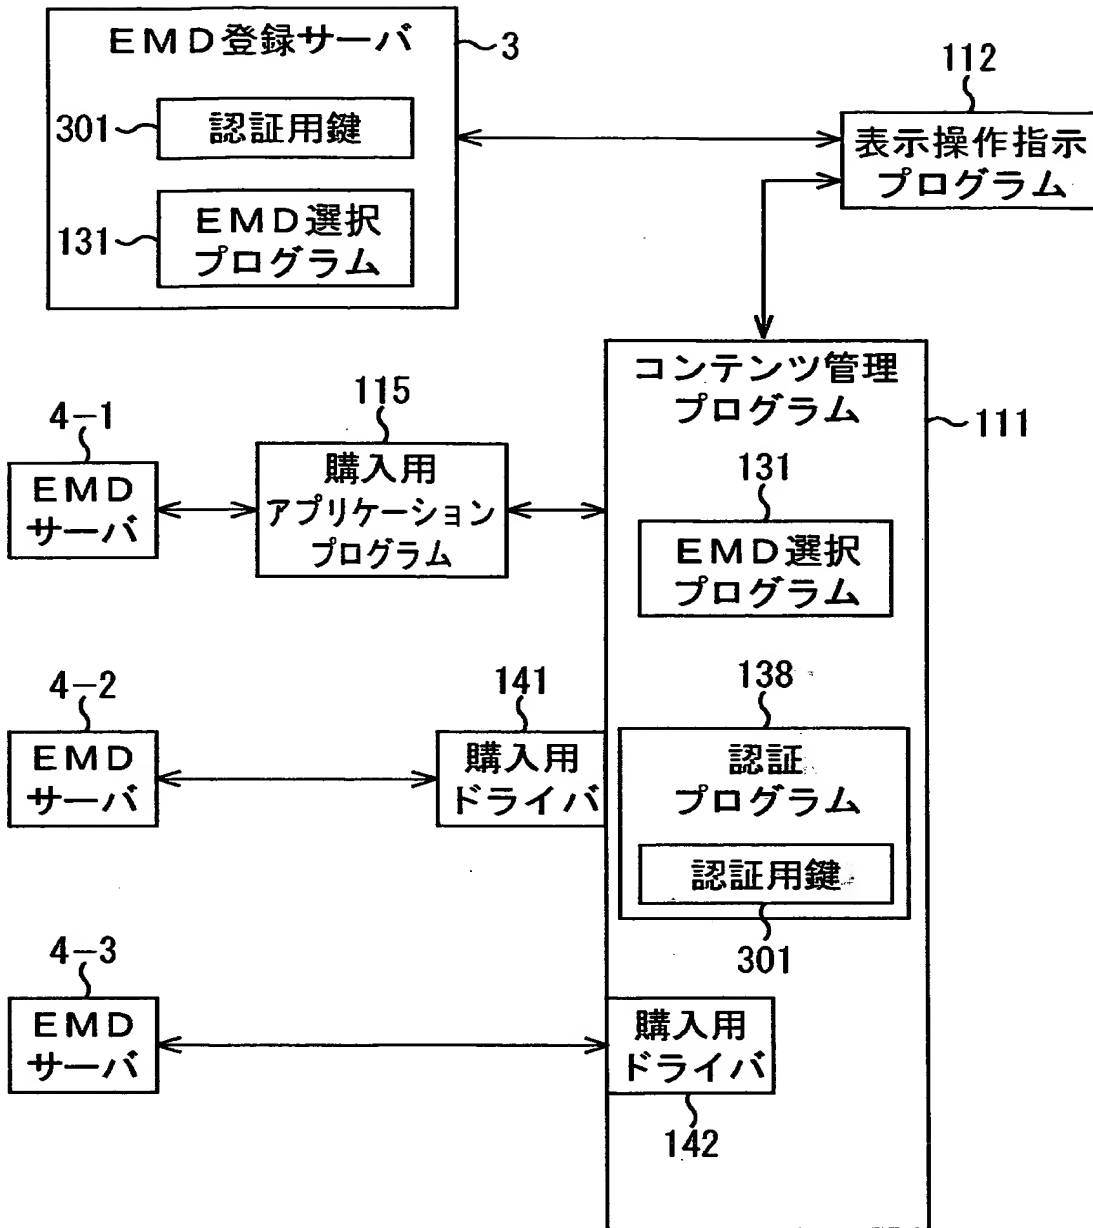 EMD登録サーバ
3
301
認証用鍵
131
EMD選択
プログラム
112
表示操作指示
プログラム
コンテンツ管理
プログラム
111
4-1
EMD
サーバ
115
購入用
アプリケーション
プログラム
131
EMD選択
プログラム
4-2
EMD
サーバ
141
購入用
ドライバ
138
認証
プログラム
認証用鍵
301
4-3
EMD
サーバ
購入用
ドライバ
142